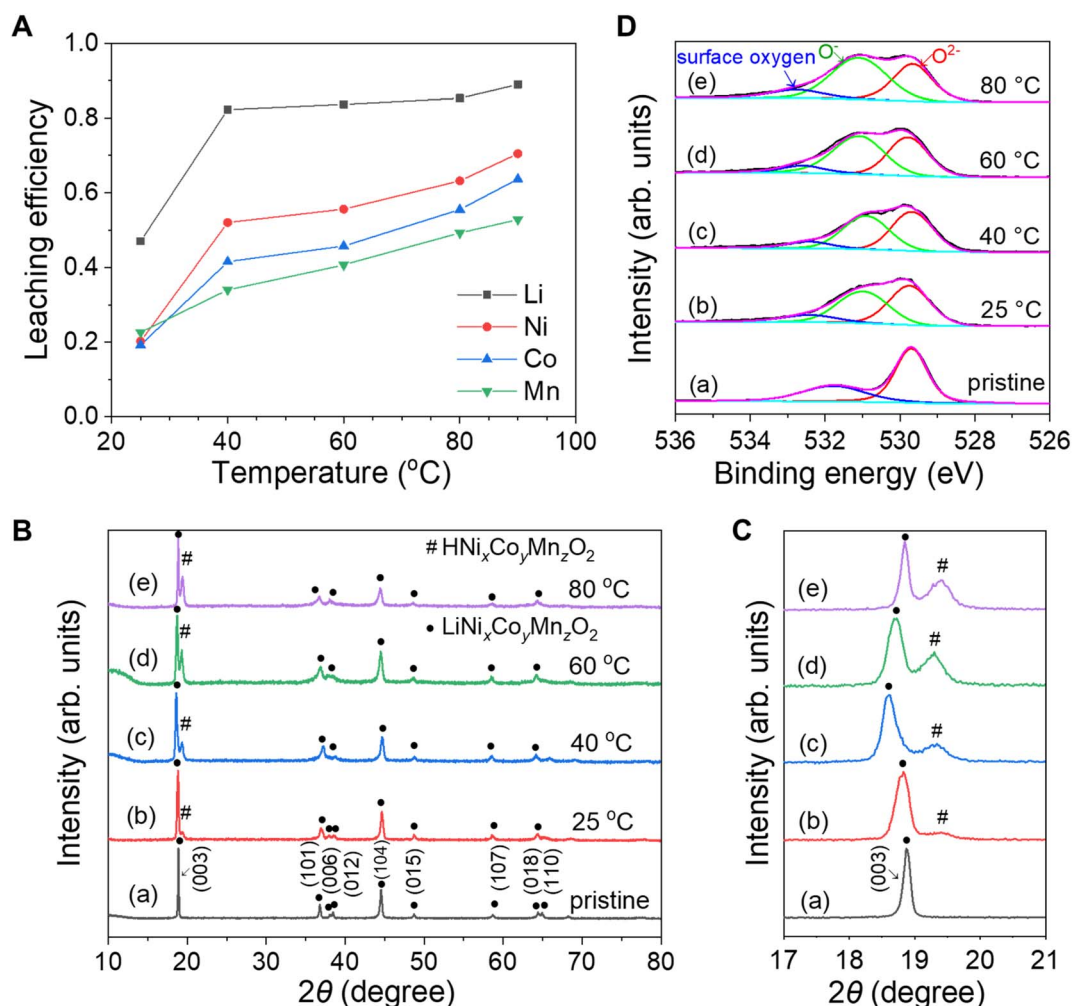 A
Leaching efficiency
1.0
0.8
0.6
0.4
0.2
0.0
20 40 60 80 100
Temperature (°C)
Li
Ni
Co
Mn
D
Intensity (arb. units)
surface oxygen
O⁻
O²⁻
(e) 80 °C
(d) 60 °C
(c) 40 °C
(b) 25 °C
(a) pristine
536 534 532 530 528 526
Binding energy (eV)
B
Intensity (arb. units)
# HNiₓCoᵧMn_zO₂
(e) 80 °C
• LiNiₓCoᵧMn_zO₂
(d) 60 °C
(c) 40 °C
(b) 25 °C
(003) (101) (006) (012) (104) (015) (107) (018) (110)
(a) pristine
10 20 30 40 50 60 70 80
2θ (degree)
C
Intensity (arb. units)
(e) #
(d) #
(c) #
(b) #
(003)
(a)
17 18 19 20 21
2θ (degree)